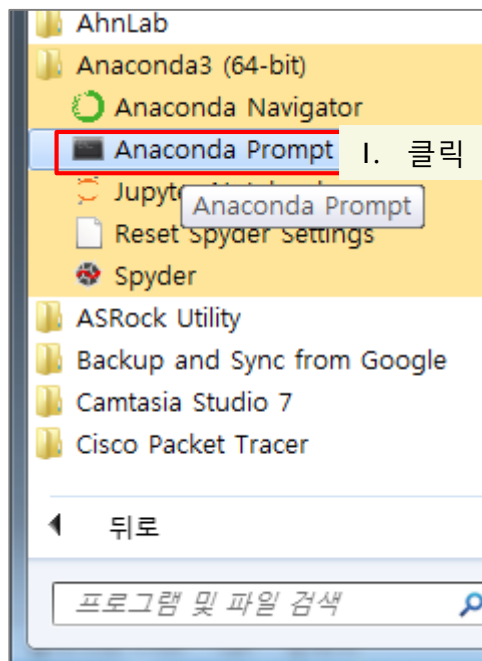 AhnLab
Anaconda3 (64-bit)
Anaconda Navigator
Anaconda Prompt
1. 클릭
Anaconda Prompt
Reset Spyder Settings
Spyder
ASRock Utility
Backup and Sync from Google
Camtasia Studio 7
Cisco Packet Tracer
뒤로
프로그램 및 파일 검색